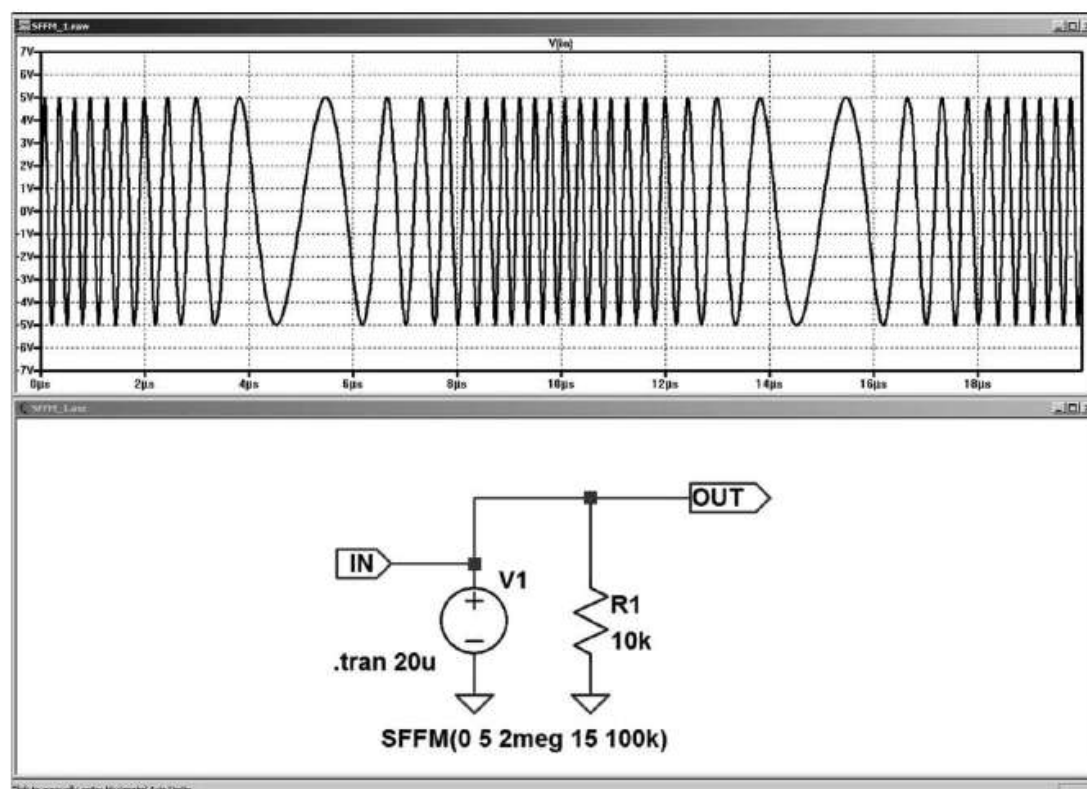 SFFM_1.raw
V(in)
7V
6V
5V
4V
3V
2V
1V
0V
-1V
-2V
-3V
-4V
-5V
-6V
-7V
0µs 2µs 4µs 6µs 8µs 10µs 12µs 14µs 16µs 18µs
SFFM_1.asc
OUT
IN
V1
R1
10k
.tran 20u
SFFM(0 5 2meg 15 100k)